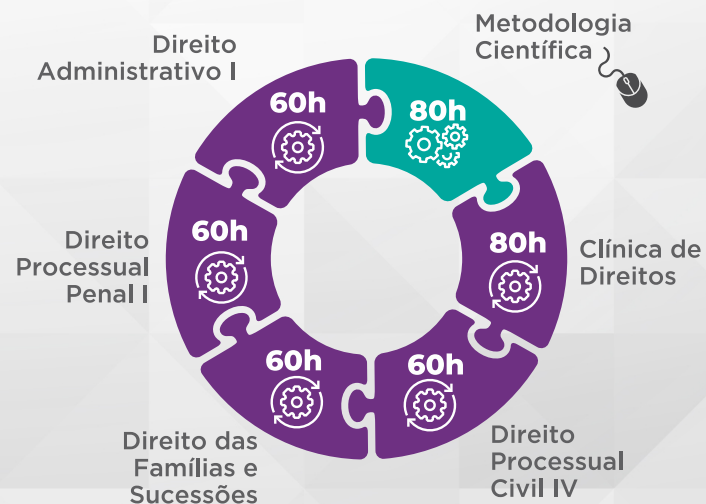 Metodologia
Científica
80h
80h
Clínica de
Direitos
60h
Direito
Processual
Civil IV
60h
Direito das
Famílias e
Sucessões
60h
Direito
Processual
Penal I
60h
Direito
Administrativo I